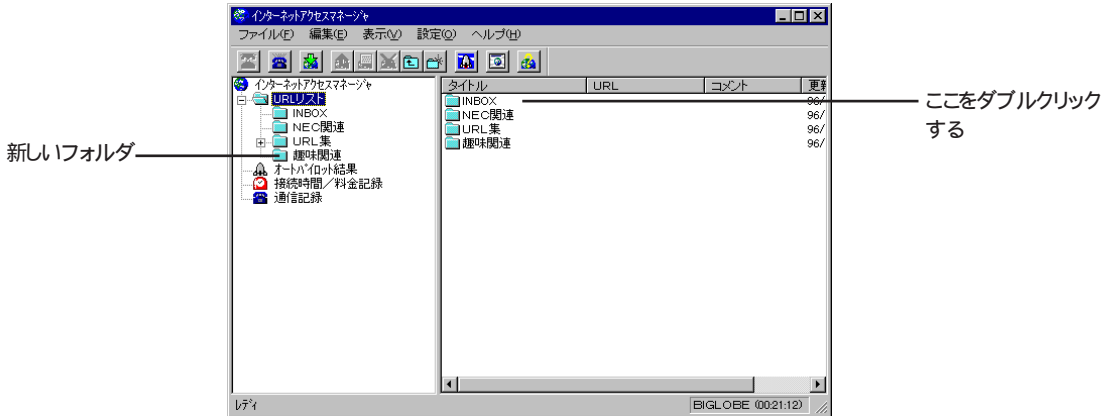 インターネットアクセスマネージャ
ファイル(F) 編集(E) 表示(V) 設定(O) ヘルプ(H)
インターネットアクセスマネージャ
URLリスト
INBOX
NEC関連
URL集
趣味関連
オートパイロット結果
接続時間/料金記録
通信記録
タイトル URL コメント 更新
INBOX 96/
NEC関連 96/
URL集 96/
趣味関連 96/
新しいフォルダ
ここをダブルクリック
する
レディ BIGLOBE (00:21:12)